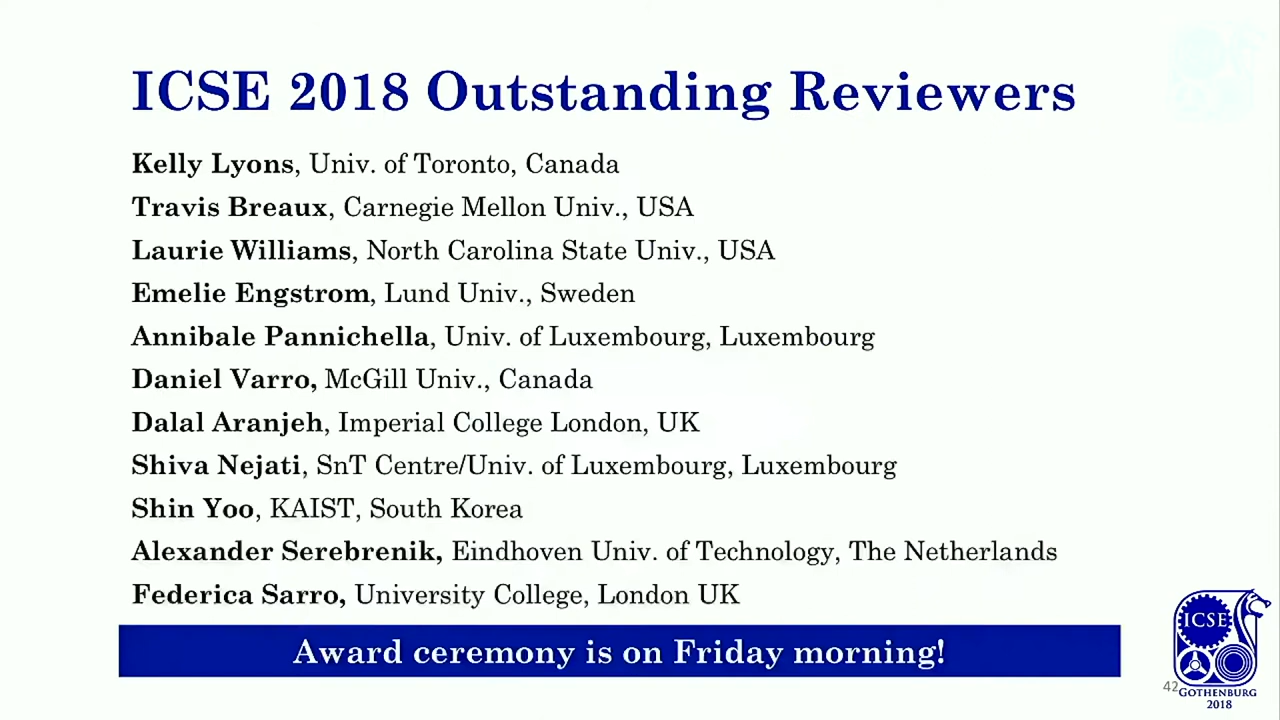 ICSE 2018 Outstanding Reviewers
Kelly Lyons, Univ. of Toronto, Canada
Travis Breaux, Carnegie Mellon Univ., USA
Laurie Williams, North Carolina State Univ., USA
Emelie Engstrom, Lund Univ., Sweden
Annibale Pannichella, Univ. of Luxembourg, Luxembourg
Daniel Varro, McGill Univ., Canada
Dalal Aranjeh, Imperial College London, UK
Shiva Nejati, SnT Centre/Univ. of Luxembourg, Luxembourg
Shin Yoo, KAIST, South Korea
Alexander Serebrenik, Eindhoven Univ. of Technology, The Netherlands
Federica Sarro, University College, London UK
Award ceremony is on Friday morning!
ICSE
42
GOTHENBURG
2018